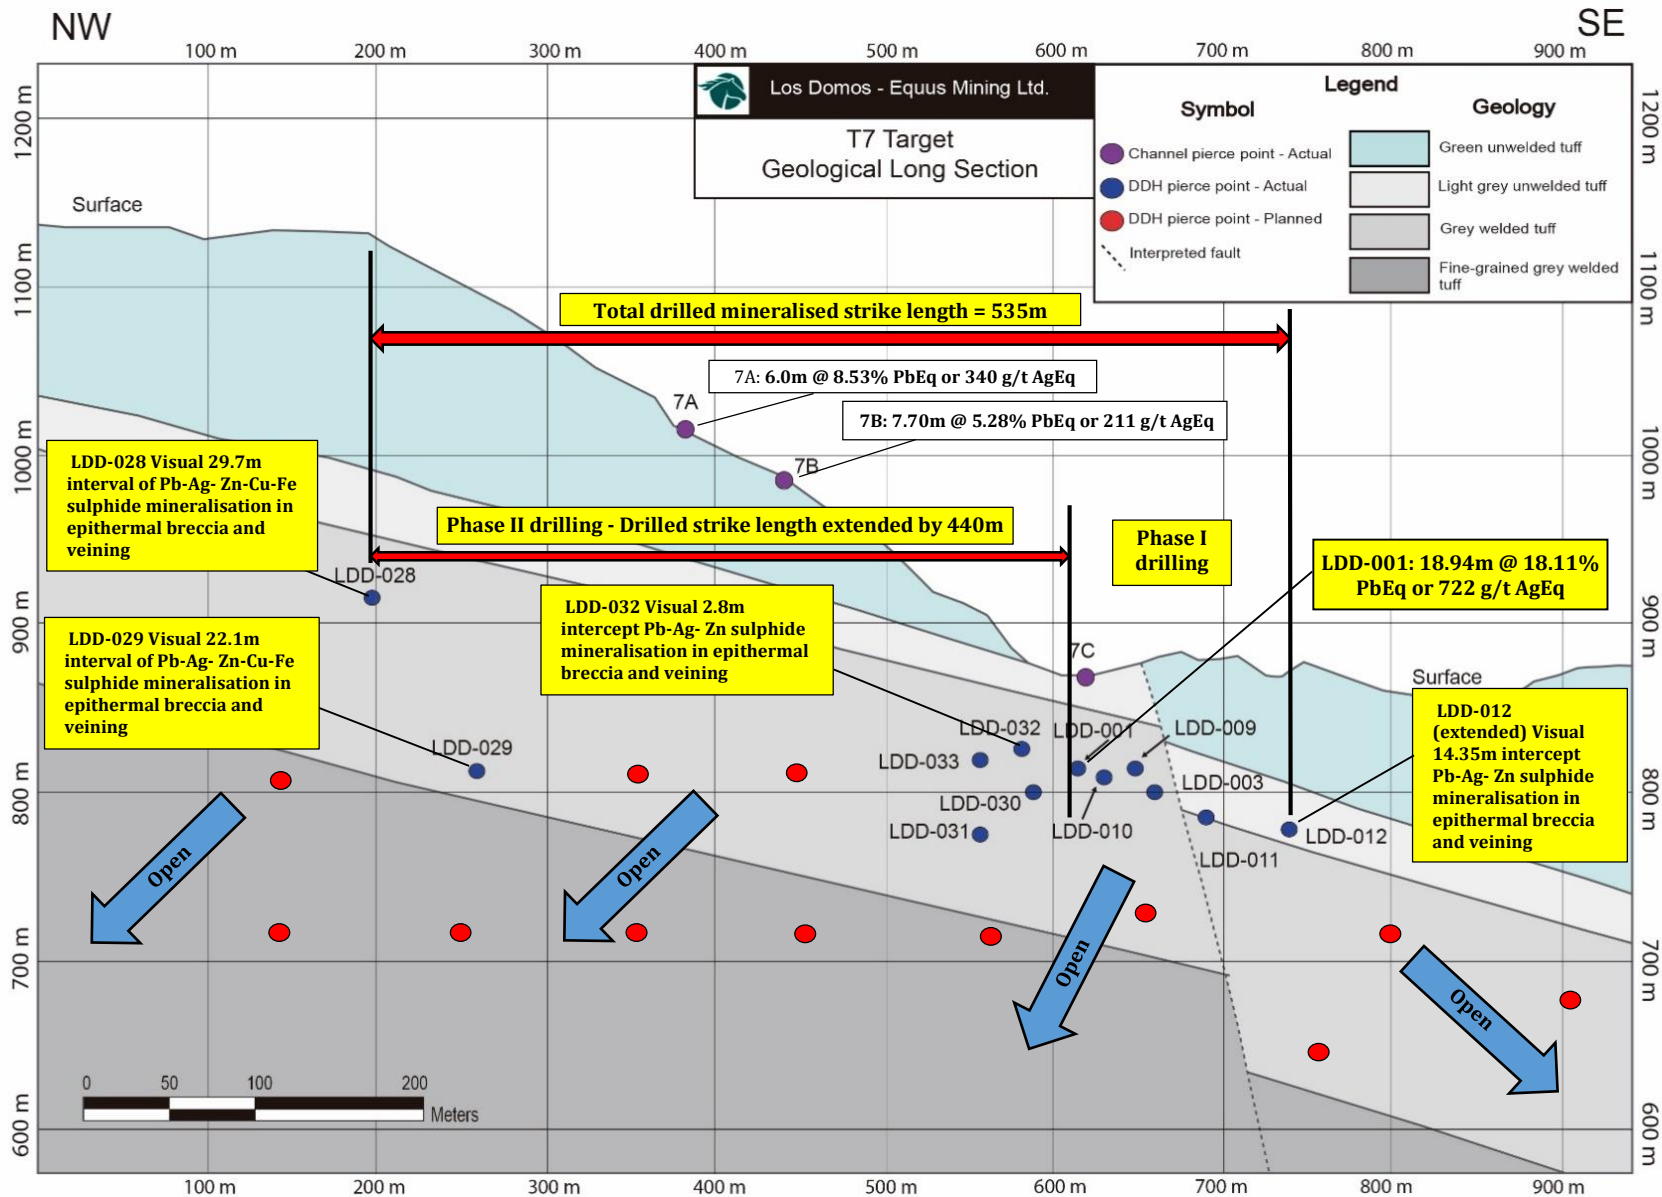 NW
SE
100 m 200 m 300 m 400 m 500 m 600 m 700 m 800 m 900 m
1200 m
1100 m
1000 m
900 m
800 m
700 m
600 m
Los Domos - Equus Mining Ltd.
T7 Target
Geological Long Section
Legend
Symbol
Channel pierce point - Actual
DDH pierce point - Actual
DDH pierce point - Planned
Interpreted fault
Geology
Green unwelded tuff
Light grey unwelded tuff
Grey welded tuff
Fine-grained grey welded
tuff
1200 m
1100 m
1000 m
900 m
800 m
700 m
600 m
Surface
Total drilled mineralised strike length = 535m
7A: 6.0m @ 8.53% PbEq or 340 g/t AgEq
7A
7B: 7.70m @ 5.28% PbEq or 211 g/t AgEq
7B
LDD-028 Visual 29.7m
interval of Pb-Ag- Zn-Cu-Fe
sulphide mineralisation in
epithermal breccia and
veining
Phase II drilling - Drilled strike length extended by 440m
Phase I
drilling
LDD-001: 18.94m @ 18.11%
PbEq or 722 g/t AgEq
LDD-028
LDD-032 Visual 2.8m
intercept Pb-Ag- Zn sulphide
mineralisation in epithermal
breccia and veining
LDD-029 Visual 22.1m
interval of Pb-Ag- Zn-Cu-Fe
sulphide mineralisation in
epithermal breccia and
veining
7C
Surface
LDD-012
(extended) Visual
14.35m intercept
Pb-Ag- Zn sulphide
mineralisation in
epithermal breccia
and veining
LDD-032
LDD-001
LDD-009
LDD-029
LDD-033
LDD-003
LDD-030
LDD-031
LDD-010
LDD-011
LDD-012
Open
Open
Open
Open
0 50 100 200
Meters
100 m 200 m 300 m 400 m 500 m 600 m 700 m 800 m 900 m